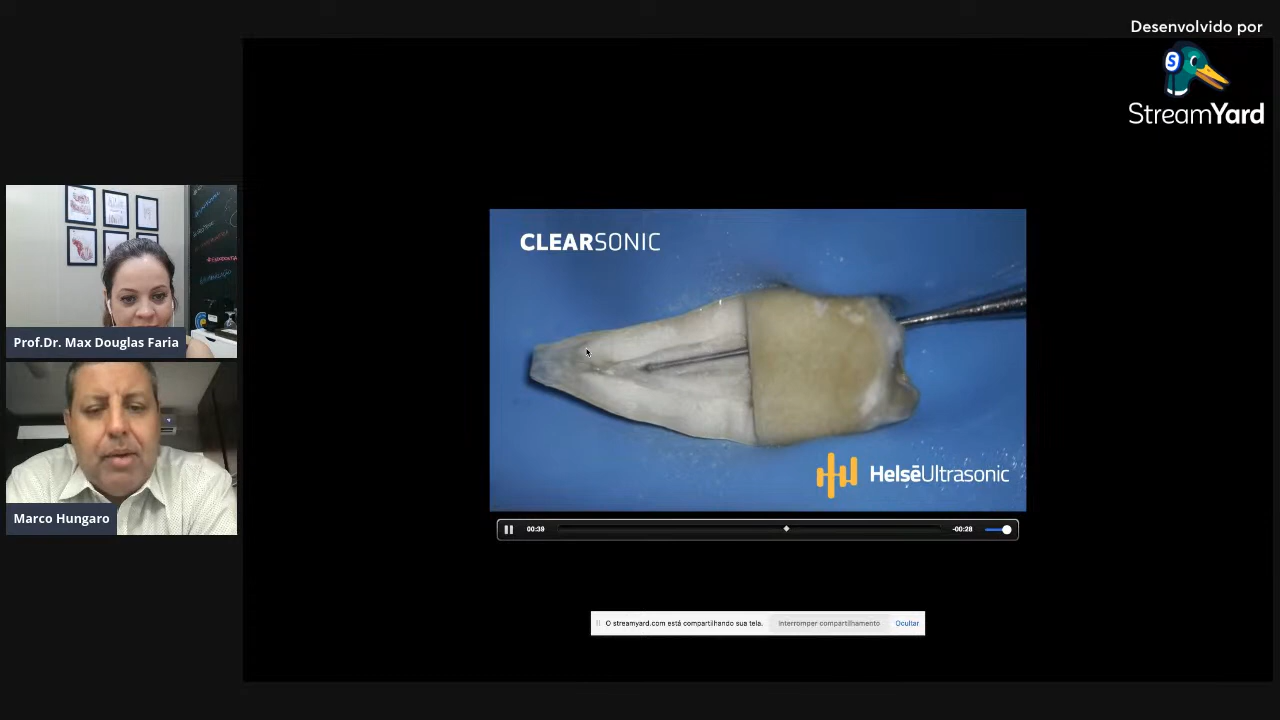 Desenvolvido por
StreamYard
CLEARSONIC
Prof.Dr. Max Douglas Faria
Marco Hungaro
HelsēUltrasonic
00:39
-00:28
O streamyard.com está compartilhando sua tela.
Interromper compartilhamento
Ocultar